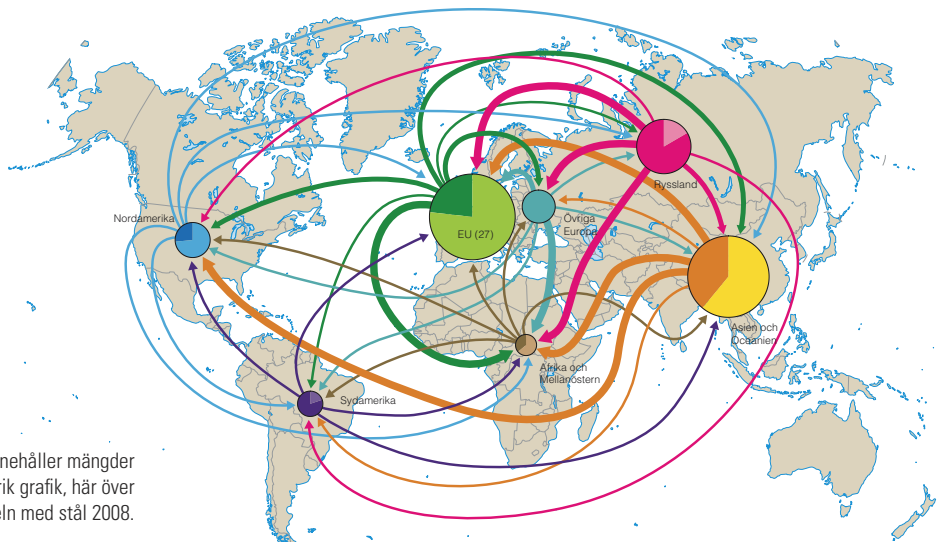 Nordamerika
EU (27)
Övriga
Europa
Ryssland
Asien och
Oceanien
Afrika och
Mellanöstern
Sydamerika
nehåller mängder
rik grafik, här över
eln med stål 2008.